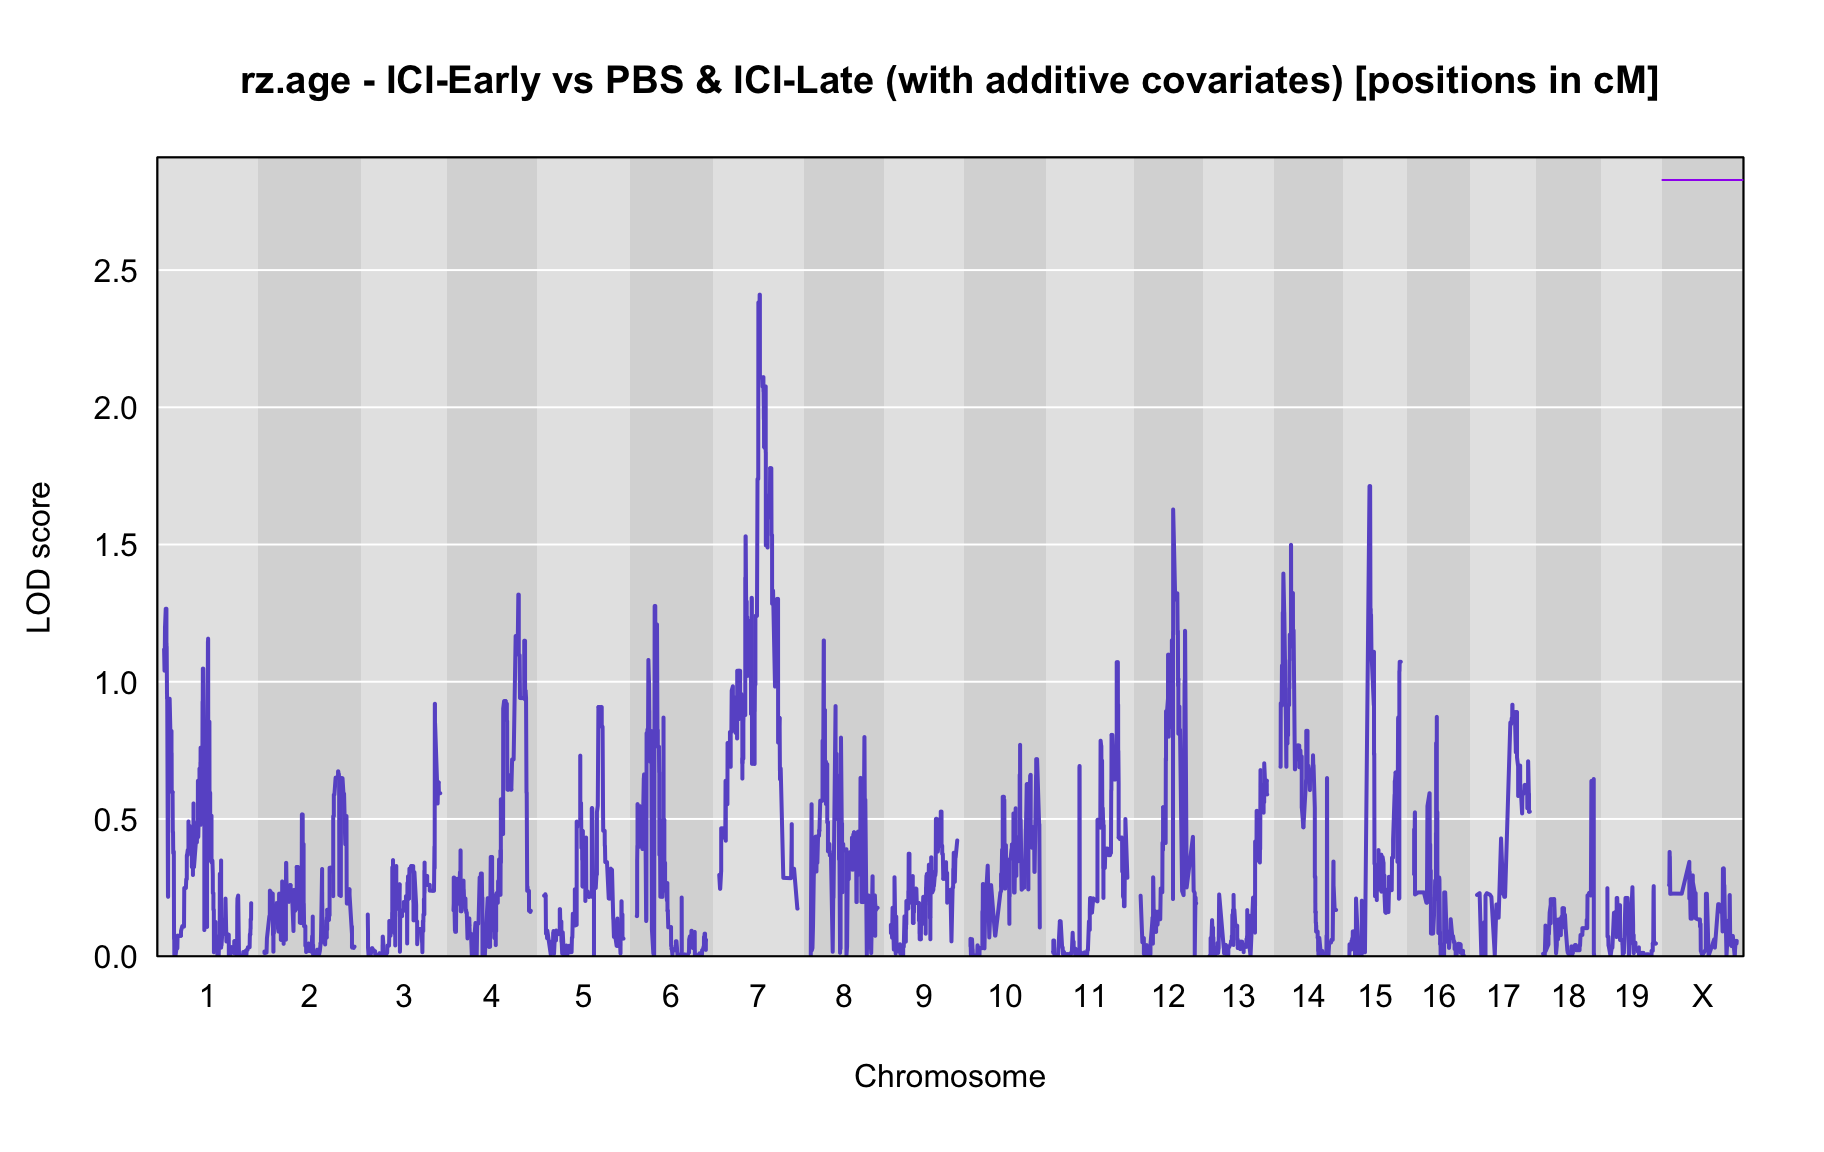 rz.age - ICI-Early vs PBS & ICI-Late (with additive covariates) [positions in cM]
LOD score
2.5
2.0
1.5
1.0
0.5
0.0
1 2 3 4 5 6 7 8 9 10 11 12 13 14 15 16 17 18 19 X
Chromosome